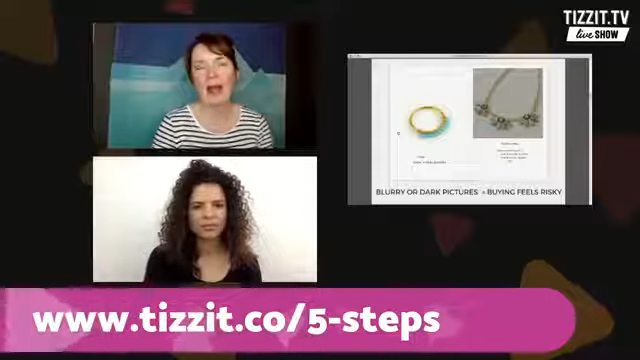 TIZZIT.TV
live SHOW
BLURRY OR DARK PICTURES = BUYING FEELS RISKY
www.tizzit.co/5-steps